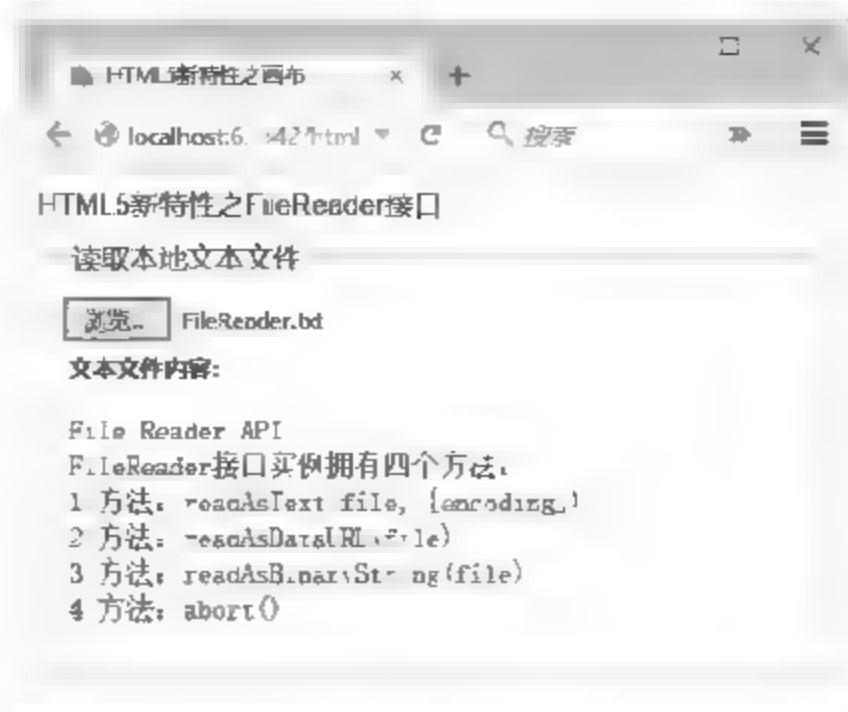 HTML5新特性之画布
localhost:6
搜索
HTML5新特性之FileReader接口
读取本地文本文件
浏览.. FileReader.txt
文本文件内容:
File Reader API
FileReader接口实例拥有四个方法:
1 方法: readAsText file, [encoding])
2 方法: readAsDataURL(file)
3 方法: readAsBinaryString(file)
4 方法: abort()